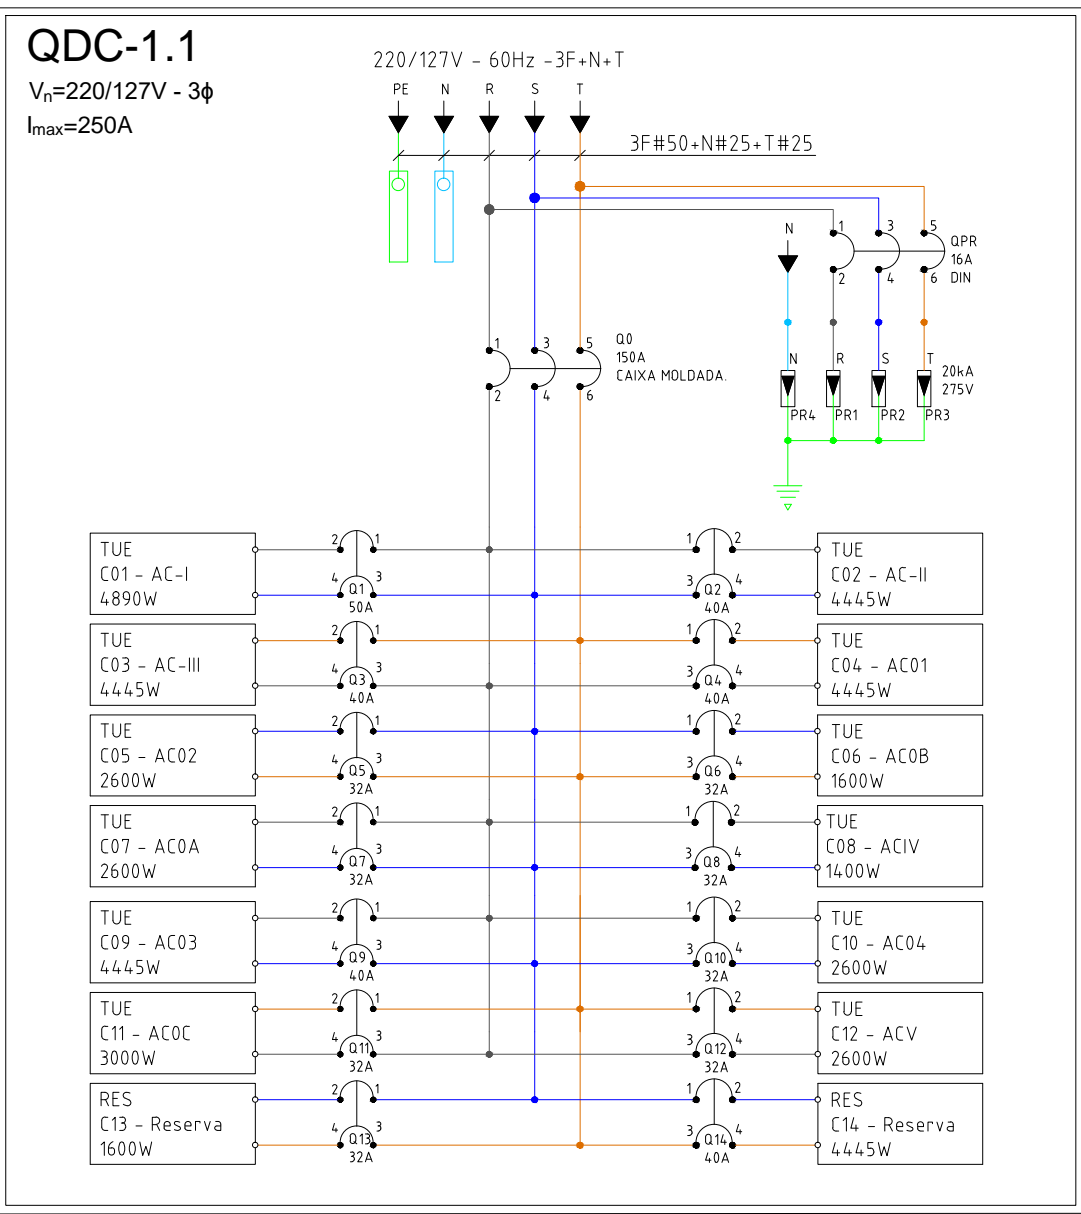 QDC-1.1
Vn=220/127V - 3ϕ
Imax=250A
220/127V - 60Hz -3F+N+T
PE N R S T
3F#50+N#25+T#25
N
1 3 5
QPR
16A
DIN
2 4 6
1 3 5
Q0
150A
CAIXA MOLDADA.
2 4 6
N R S T
20kA
275V
PR4 PR1 PR2 PR3
TUE
C01 - AC-I
4890W
2 1
4 3
Q1
50A
1 2
3 4
Q2
40A
TUE
C02 - AC-II
4445W
TUE
C03 - AC-III
4445W
2 1
4 3
Q3
40A
1 2
3 4
Q4
40A
TUE
C04 - AC01
4445W
TUE
C05 - AC02
2600W
2 1
4 3
Q5
32A
1 2
3 4
Q6
32A
TUE
C06 - AC0B
1600W
TUE
C07 - AC0A
2600W
2 1
4 3
Q7
32A
1 2
3 4
Q8
32A
TUE
C08 - ACIV
1400W
TUE
C09 - AC03
4445W
2 1
4 3
Q9
40A
1 2
3 4
Q10
32A
TUE
C10 - AC04
2600W
TUE
C11 - AC0C
3000W
2 1
4 3
Q11
32A
1 2
3 4
Q12
32A
TUE
C12 - ACV
2600W
RES
C13 - Reserva
1600W
2 1
4 3
Q13
32A
1 2
3 4
Q14
40A
RES
C14 - Reserva
4445W